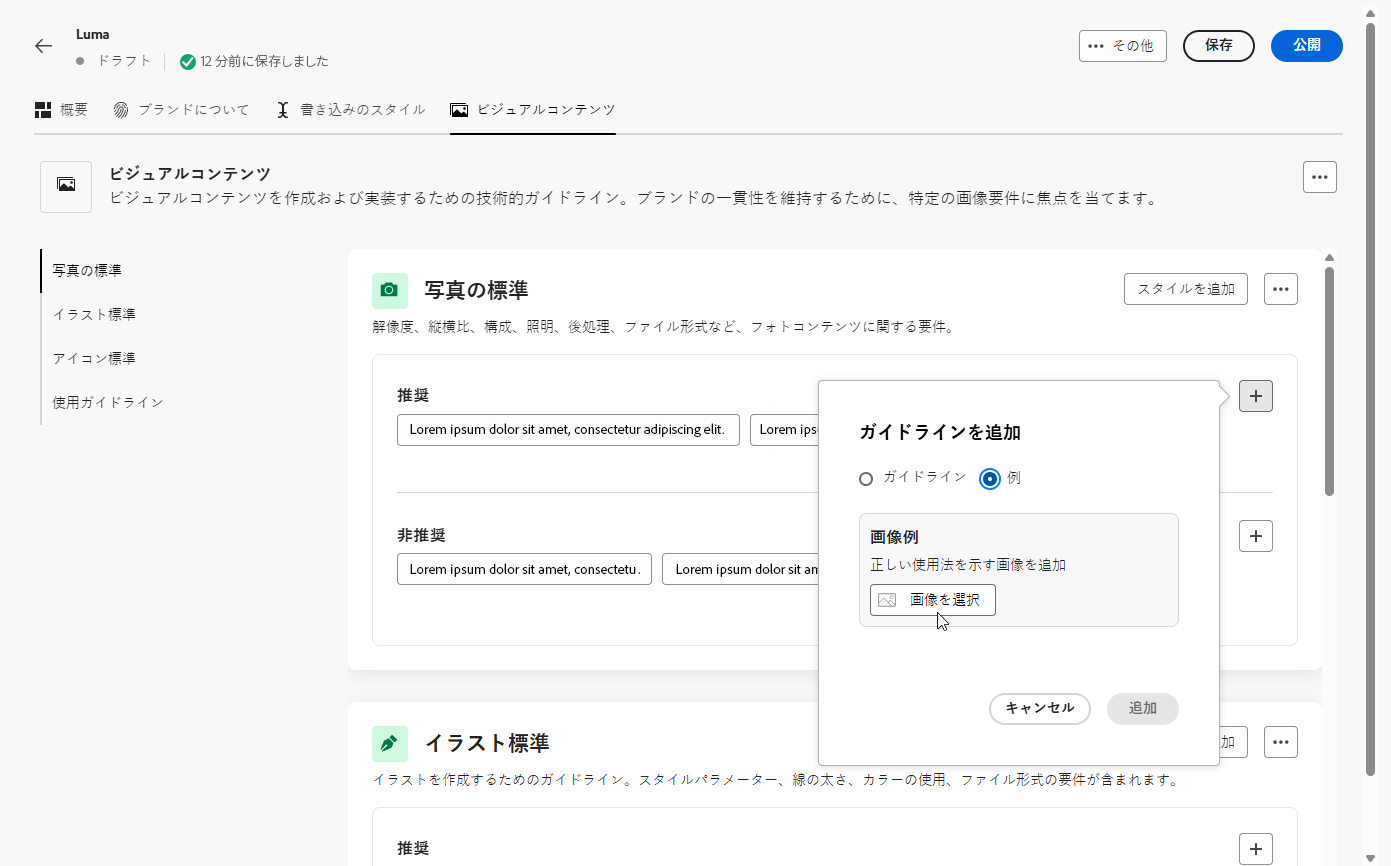 Luma
ドラフト
12 分前に保存しました
その他
保存
公開
概要
ブランドについて
書き込みのスタイル
ビジュアルコンテンツ
ビジュアルコンテンツ
ビジュアルコンテンツを作成および実装するための技術的ガイドライン。ブランドの一貫性を維持するために、特定の画像要件に焦点を当てます。
写真の標準
イラスト標準
アイコン標準
使用ガイドライン
写真の標準
スタイルを追加
解像度、縦横比、構成、照明、後処理、ファイル形式など、フォトコンテンツに関する要件。
推奨
Lorem ipsum dolor sit amet, consectetur adipiscing elit.
Lorem ips
非推奨
Lorem ipsum dolor sit amet, consectetu.
Lorem ipsum dolor sit am
ガイドラインを追加
ガイドライン
例
画像例
正しい使用法を示す画像を追加
画像を選択
キャンセル
追加
イラスト標準
加
イラストを作成するためのガイドライン。スタイルパラメーター、線の太さ、カラーの使用、ファイル形式の要件が含まれます。
推奨